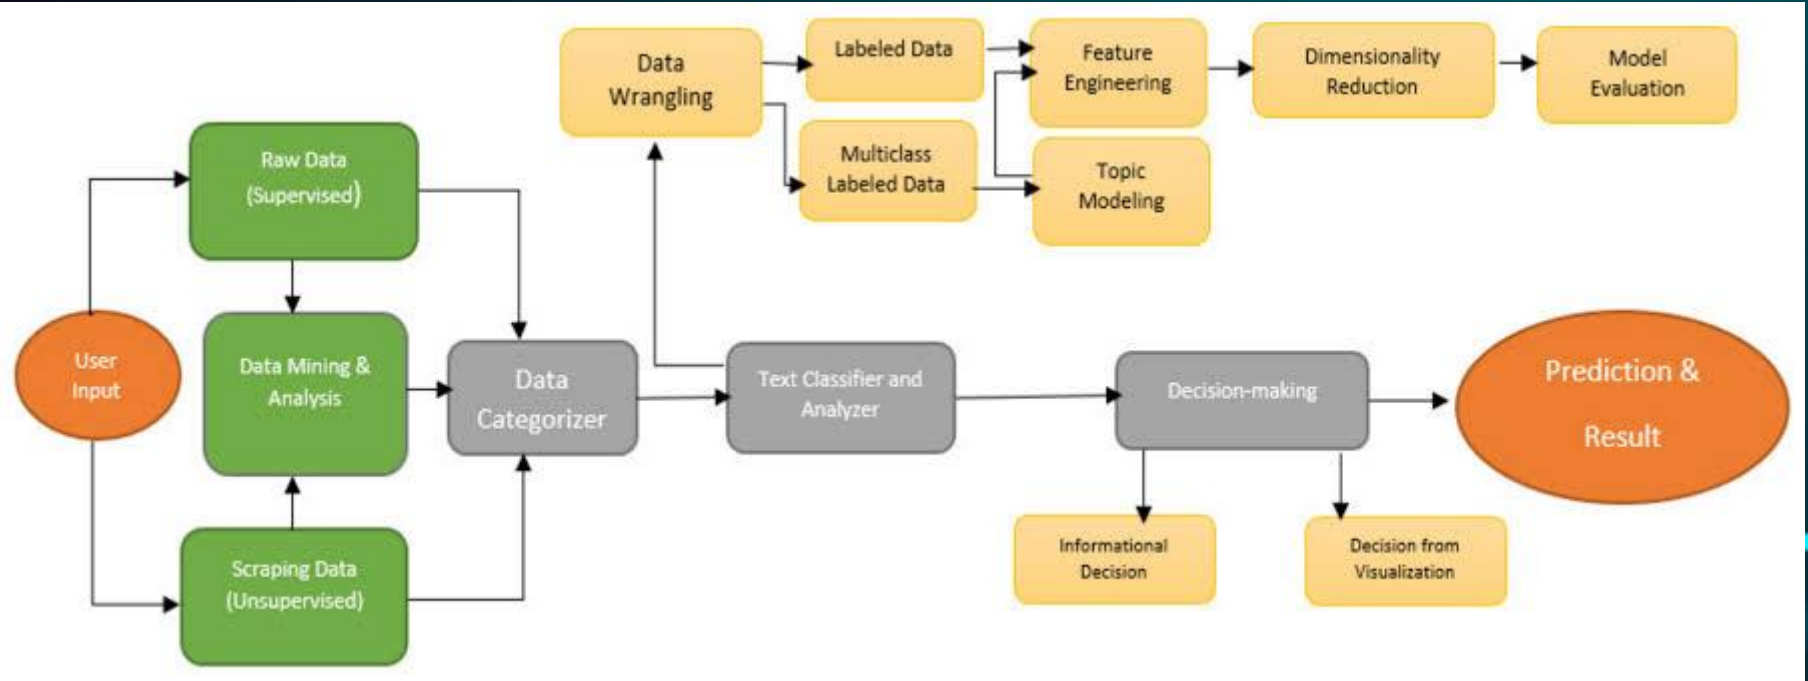 Data
Wrangling
Labeled Data
Feature
Engineering
Dimensionality
Reduction
Model
Evaluation
Multiclass
Labeled Data
Topic
Modeling
Raw Data
(Supervised)
User
Input
Data Mining &
Analysis
Data
Categorizer
Text Classifier and
Analyzer
Decision-making
Prediction &
Result
Scraping Data
(Unsupervised)
Informational
Decision
Decision from
Visualization